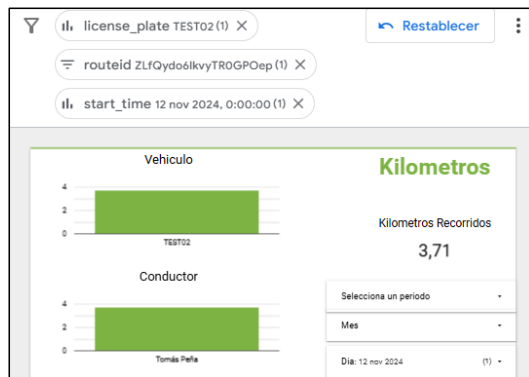 license_plate TEST02 (1)
Restablecer
routeid ZLfQydo6IkvyTR0GPOep (1)
start_time 12 nov 2024, 0:00:00 (1)
Vehiculo
4
2
0
TEST02
Conductor
4
2
0
Tomás Peña
Kilometros
Kilometros Recorridos
3,71
Selecciona un periodo
Mes
Dia: 12 nov 2024 (1)